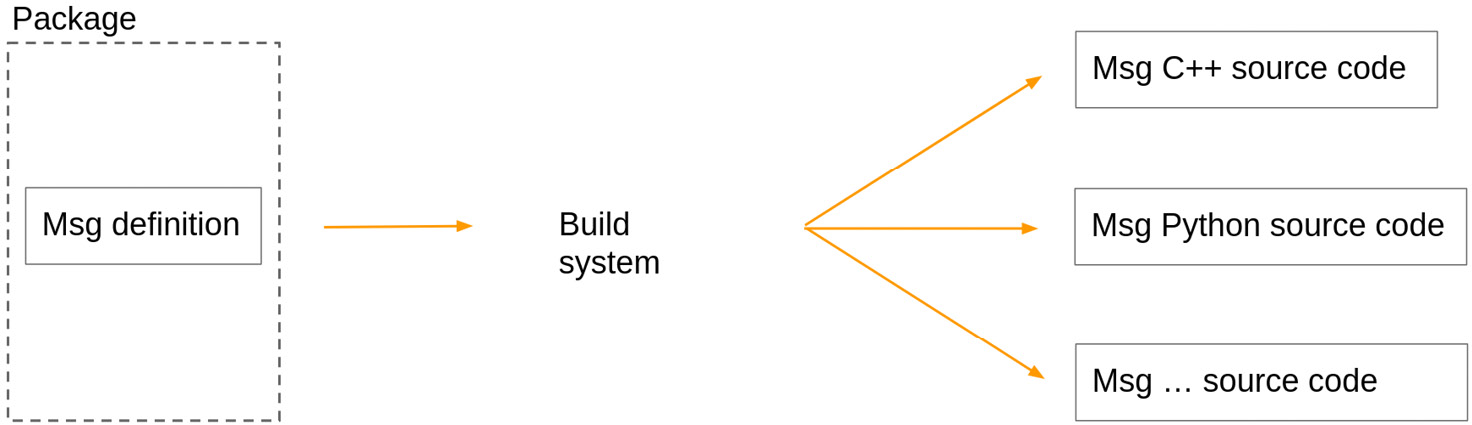 Package
Msg definition
Build
system
Msg C++ source code
Msg Python source code
Msg … source code